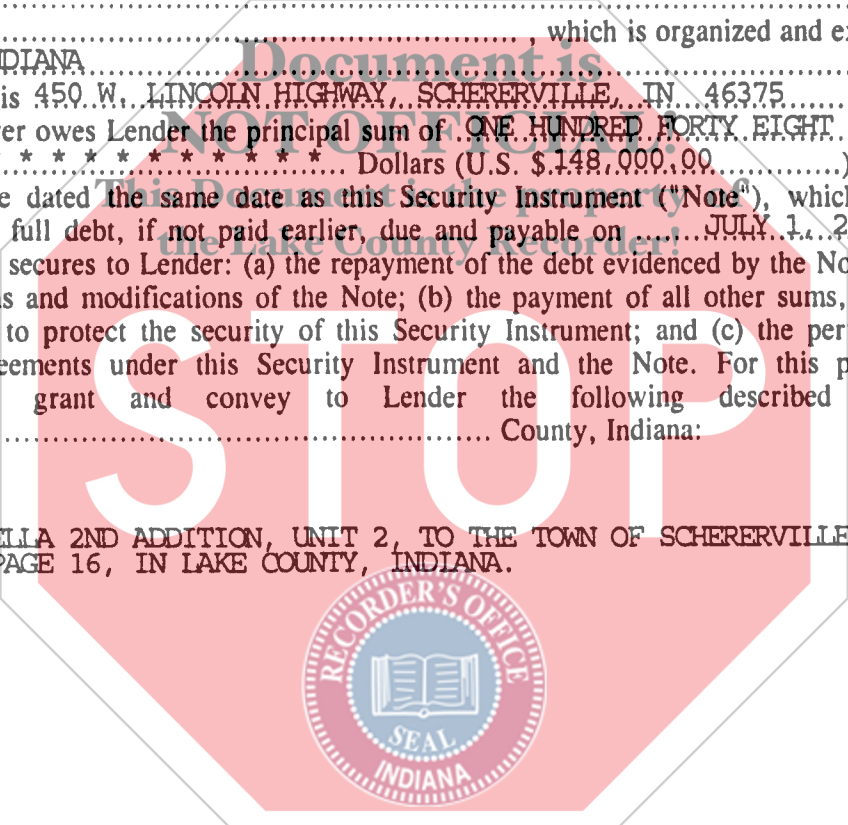 , which is organized and e
NDIANA
is 450 W. LINCOLN HIGHWAY, SCHERERVILLE, IN 46375
er owes Lender the principal sum of ONE HUNDRED FORTY EIGHT
* * * * * * * * * * * Dollars (U.S. $ 148,000.00 )
e dated the same date as this Security Instrument ("Note"), which
full debt, if not paid earlier, due and payable on JULY 1, 2
secures to Lender: (a) the repayment of the debt evidenced by the No
s and modifications of the Note; (b) the payment of all other sums,
to protect the security of this Security Instrument; and (c) the per
eements under this Security Instrument and the Note. For this p
grant and convey to Lender the following described
County, Indiana:
ELLA 2ND ADDITION, UNIT 2, TO THE TOWN OF SCHERERVILLE
PAGE 16, IN LAKE COUNTY, INDIANA.
Document is
NOT OFFICIAL!
This Document is the property of
the Lake County Recorder!
STOP
RECORDER'S OFFICE
SEAL
INDIANA